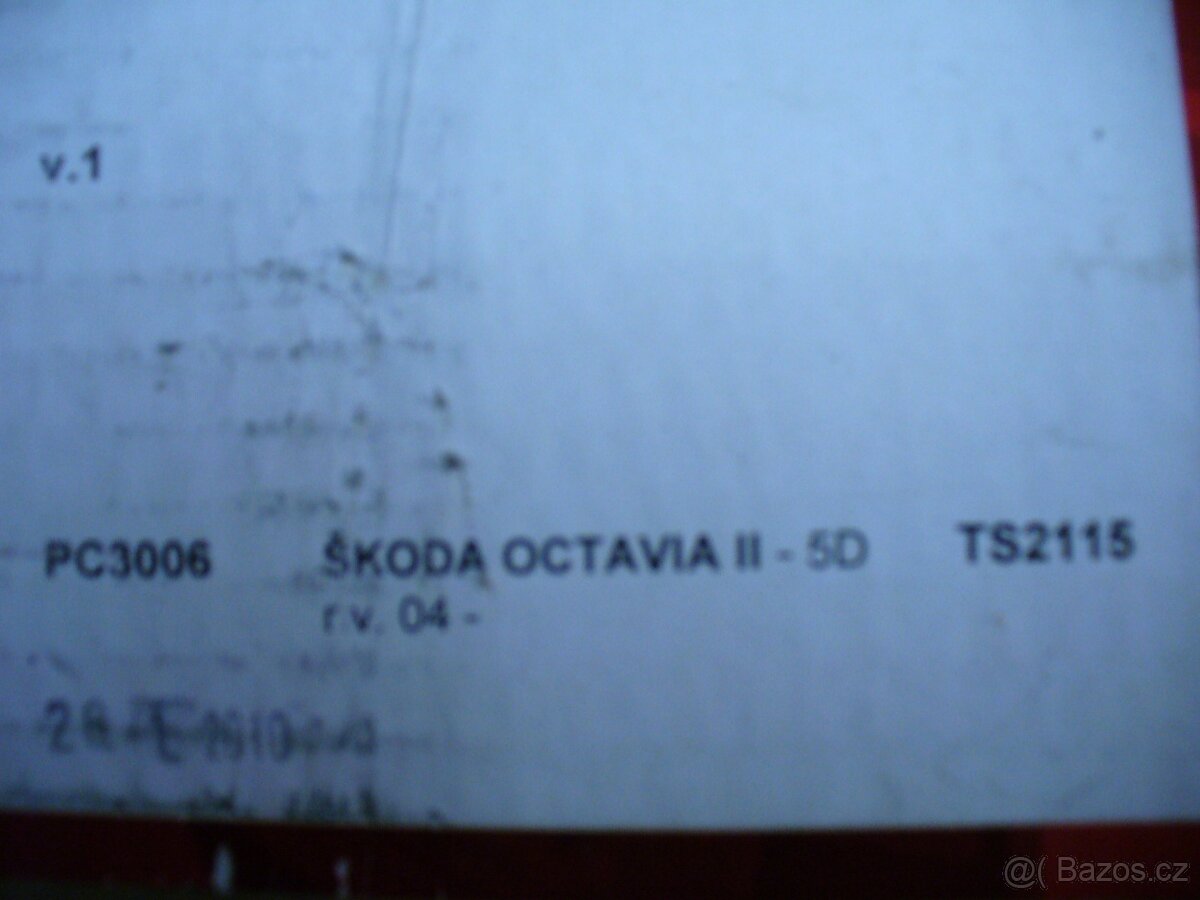 v.1
PC3006 ŠKODA OCTAVIA II - 5D TS2115
r.v. 04 -
@( Bazos.cz